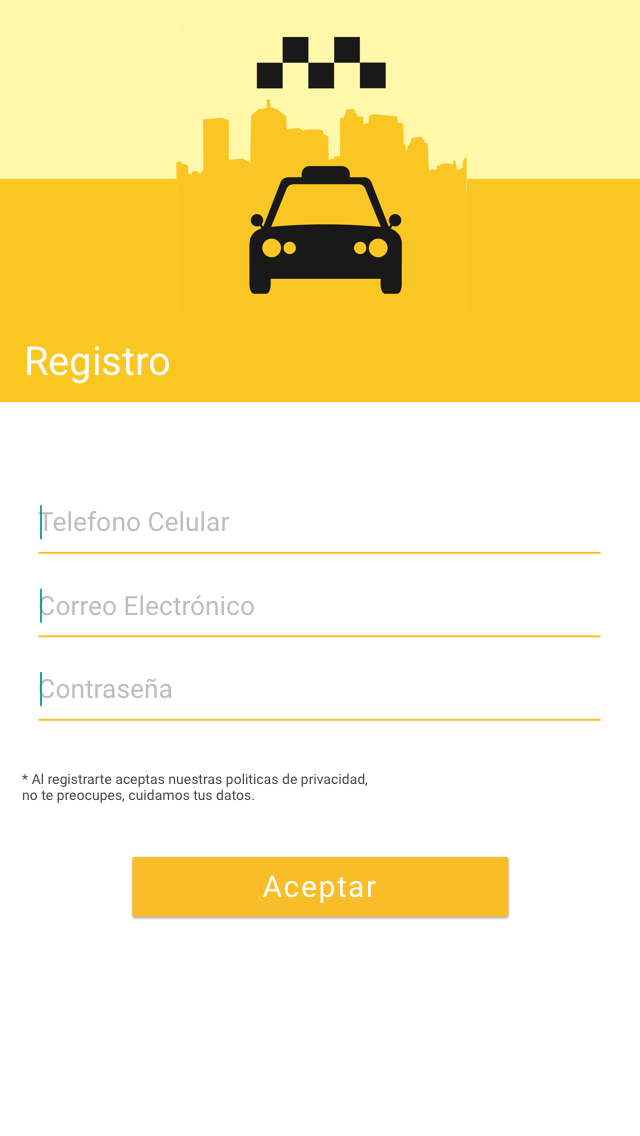 Registro
Telefono Celular
Correo Electrónico
Contraseña
* Al registrarte aceptas nuestras politicas de privacidad,
no te preocupes, cuidamos tus datos.
Aceptar